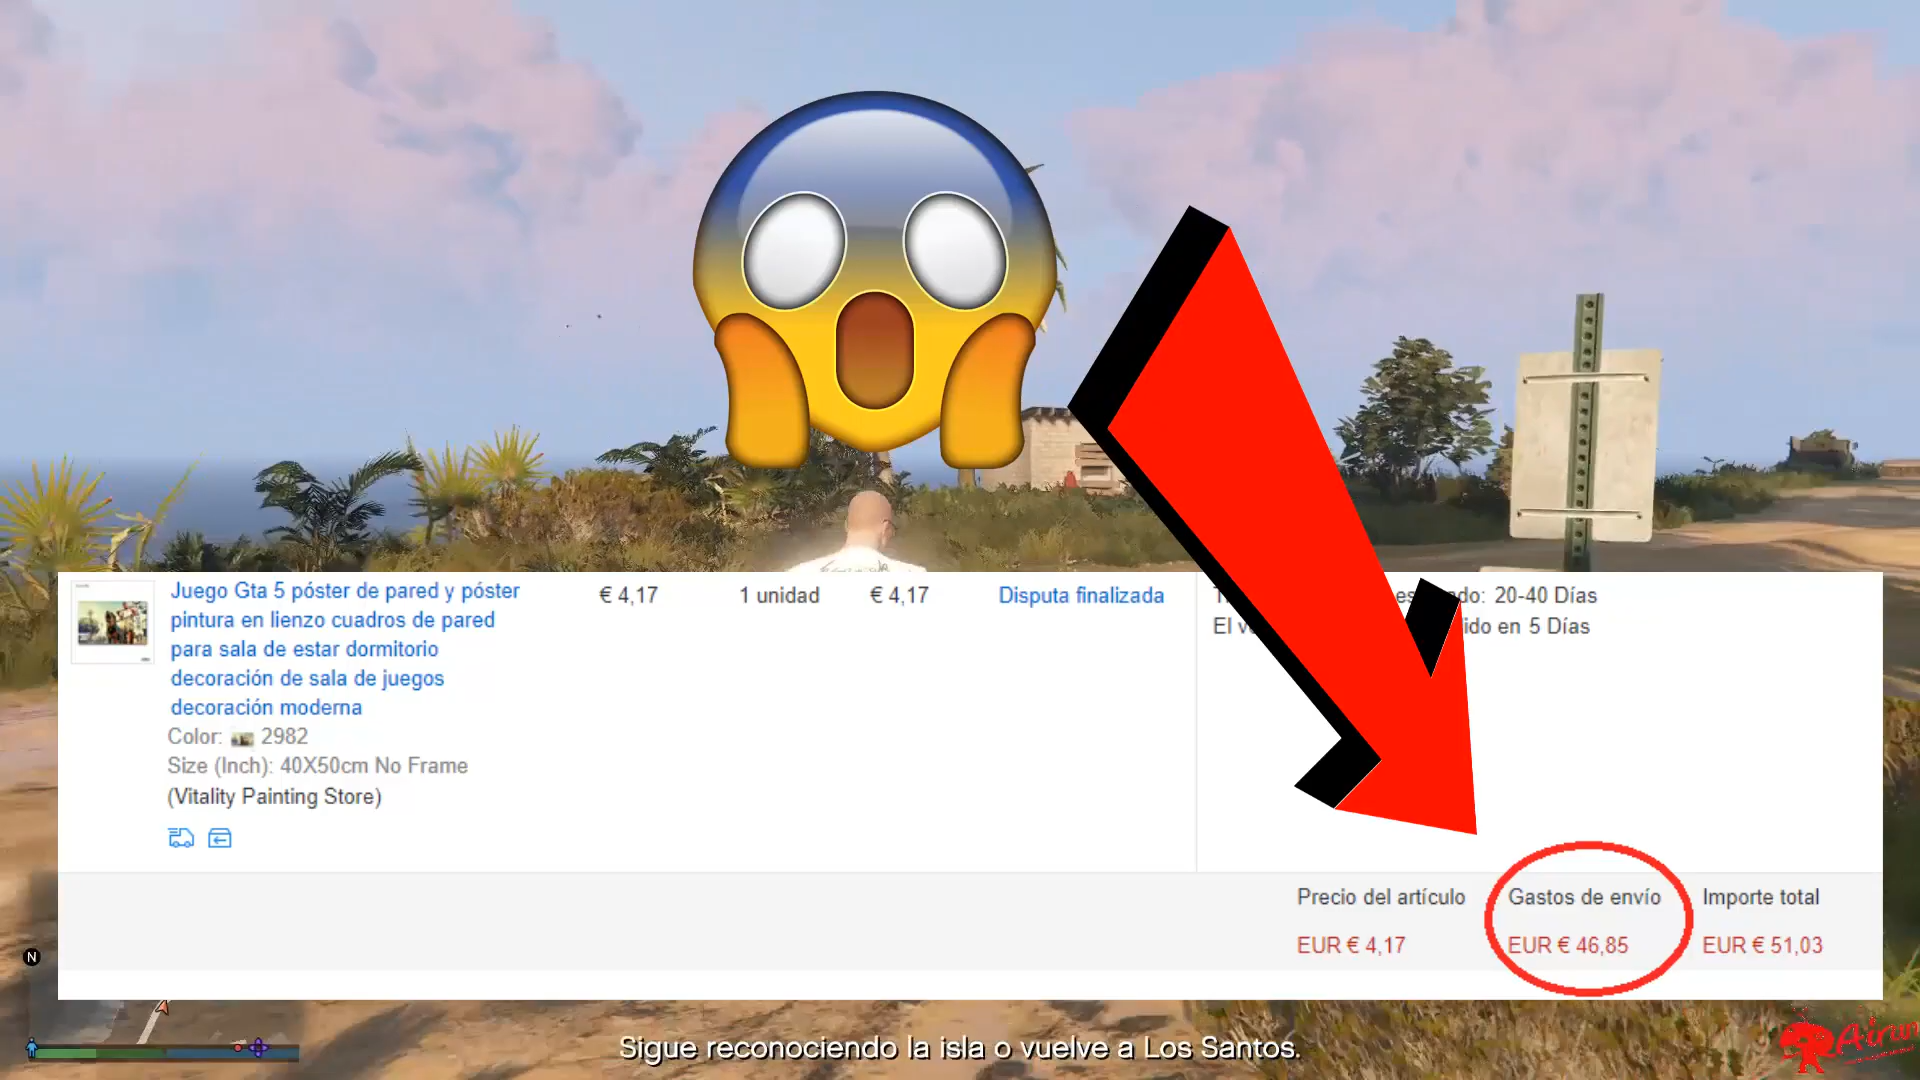 Juego Gta 5 póster de pared y póster
pintura en lienzo cuadros de pared
para sala de estar dormitorio
decoración de sala de juegos
decoración moderna
Color: 2982
Size (Inch): 40X50cm No Frame
(Vitality Painting Store)
€ 4,17
1 unidad
€ 4,17
Disputa finalizada
20-40 Días
El en 5 Días
Precio del artículo
EUR € 4,17
Gastos de envío
EUR € 46,85
Importe total
EUR € 51,03
N
Sigue reconociendo la isla o vuelve a Los Santos.